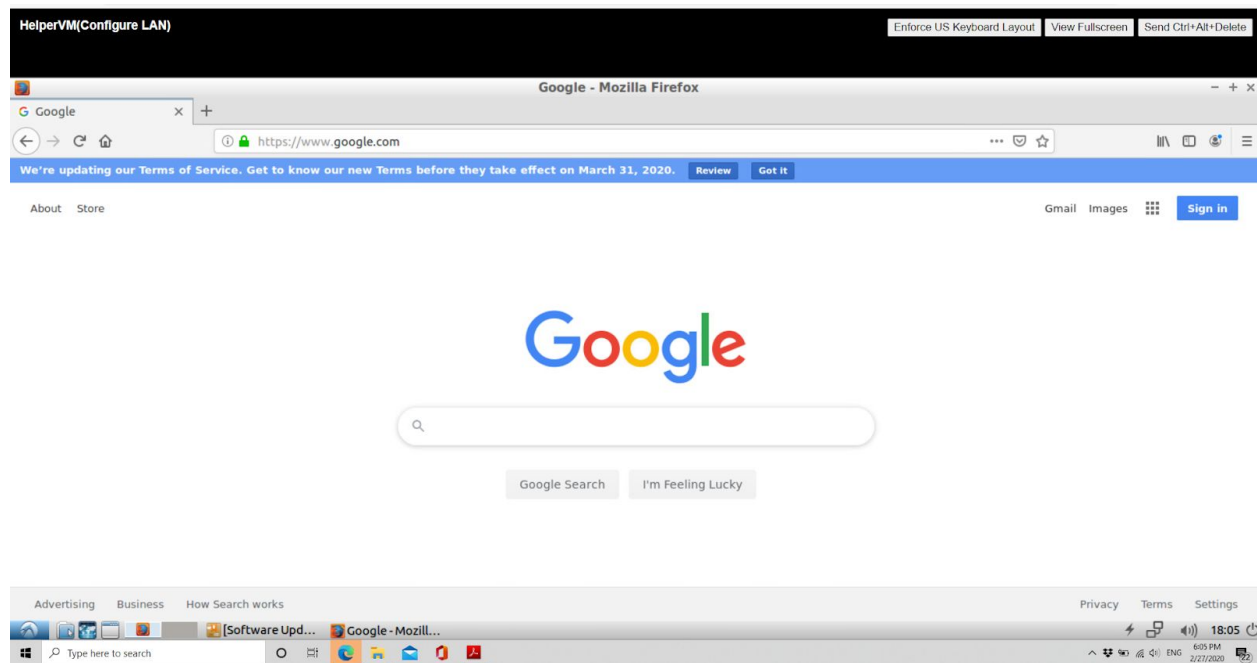 HelperVM(Configure LAN)
Enforce US Keyboard Layout View Fullscreen Send Ctrl+Alt+Delete
Google - Mozilla Firefox
G Google
https://www.google.com
We're updating our Terms of Service. Get to know our new Terms before they take effect on March 31, 2020. Review Got it
About Store Gmail Images Sign in
Google
Google Search I'm Feeling Lucky
Advertising Business How Search works Privacy Terms Settings
[Software Upd... Google - Mozill... 18:05
Type here to search ENG 6:05 PM
2/27/2020 22